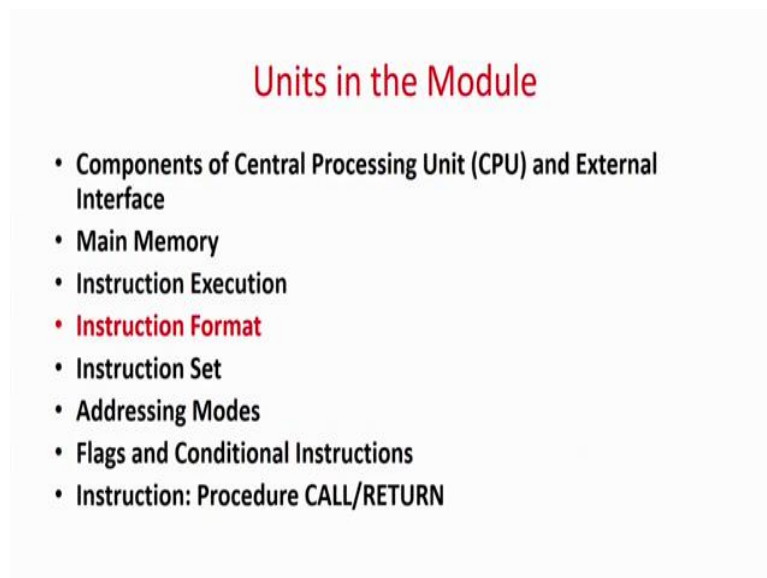 Units in the Module
• Components of Central Processing Unit (CPU) and External
Interface
• Main Memory
• Instruction Execution
• Instruction Format
• Instruction Set
• Addressing Modes
• Flags and Conditional Instructions
• Instruction: Procedure CALL/RETURN